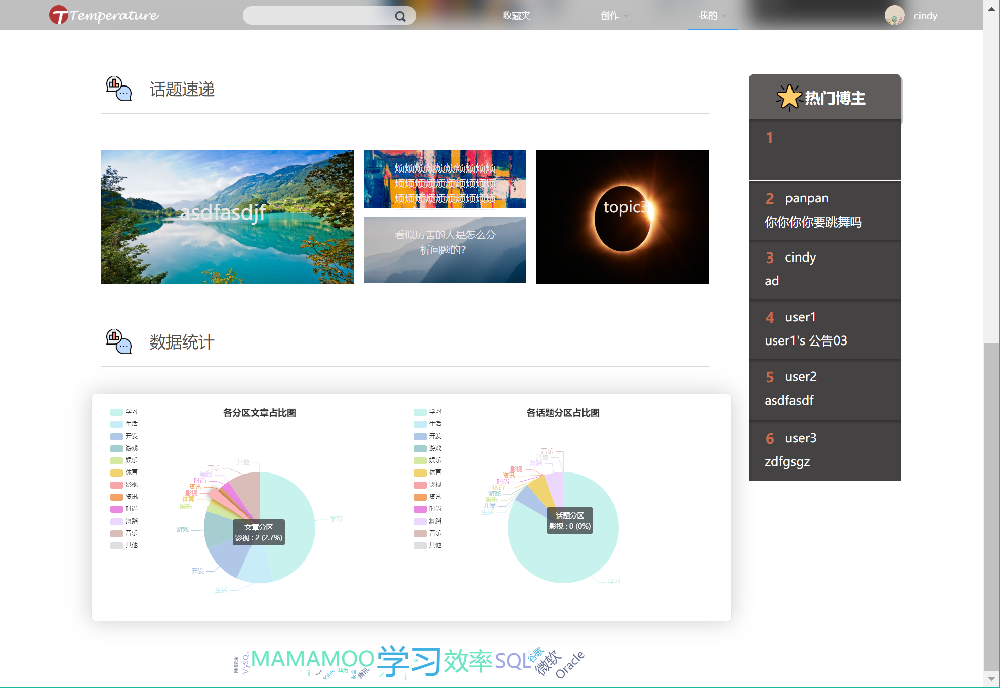 Temperature
收藏夹
创作
我的
cindy
话题速递
asdfasdjf
烦烦烦烦烦烦烦烦烦烦
烦烦烦烦烦烦烦烦烦烦
烦烦烦烦烦烦烦烦烦烦
看似厉害的人是怎么分
析问题的?
topic3
热门博主
1
2 panpan
你你你你要跳舞吗
3 cindy
ad
4 user1
user1's 公告03
5 user2
asdfasdf
6 user3
zdfgsgz
数据统计
各分区文章占比图
学习
生活
开发
游戏
娱乐
体育
影视
资讯
时尚
舞蹈
音乐
其他
其他
音乐
舞蹈
时尚
资讯
影视
体育
娱乐
游戏
开发
生活
学习
文章分区
影视 : 2 (2.7%)
各话题分区占比图
学习
生活
开发
游戏
娱乐
体育
影视
资讯
时尚
舞蹈
音乐
其他
音乐
其他
舞蹈
影视
资讯
时尚
体育
游戏
娱乐
开发
生活
学习
话题分区
影视 : 0 (0%)
网络安全
MySQL
MAMAMOO
学习
效率
SQL
谷歌
微软
Oracle
Vue
SQLite
华为
安全
腾讯
C#